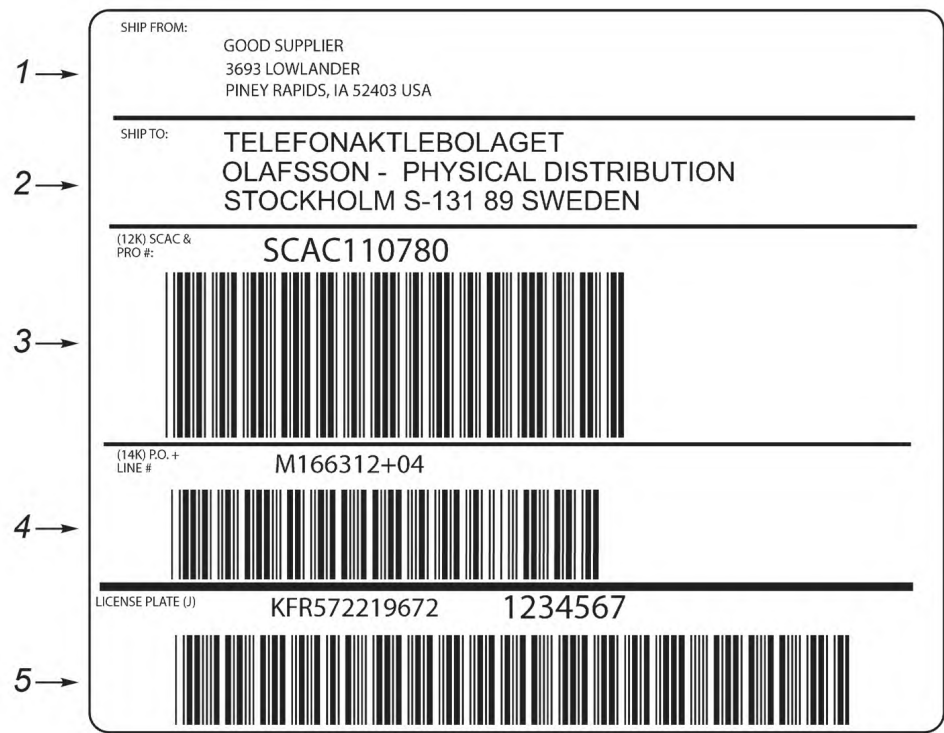 SHIP FROM:
GOOD SUPPLIER
3693 LOWLANDER
PINEY RAPIDS, IA 52403 USA
1
SHIP TO:
TELEFONAKTLEBOLAGET
OLAFSSON - PHYSICAL DISTRIBUTION
STOCKHOLM S-131 89 SWEDEN
2
(12K) SCAC &
PRO #:
SCAC110780
3
(14K) P.O. +
LINE #
M166312+04
4
LICENSE PLATE (J)
KFR572219672 1234567
5